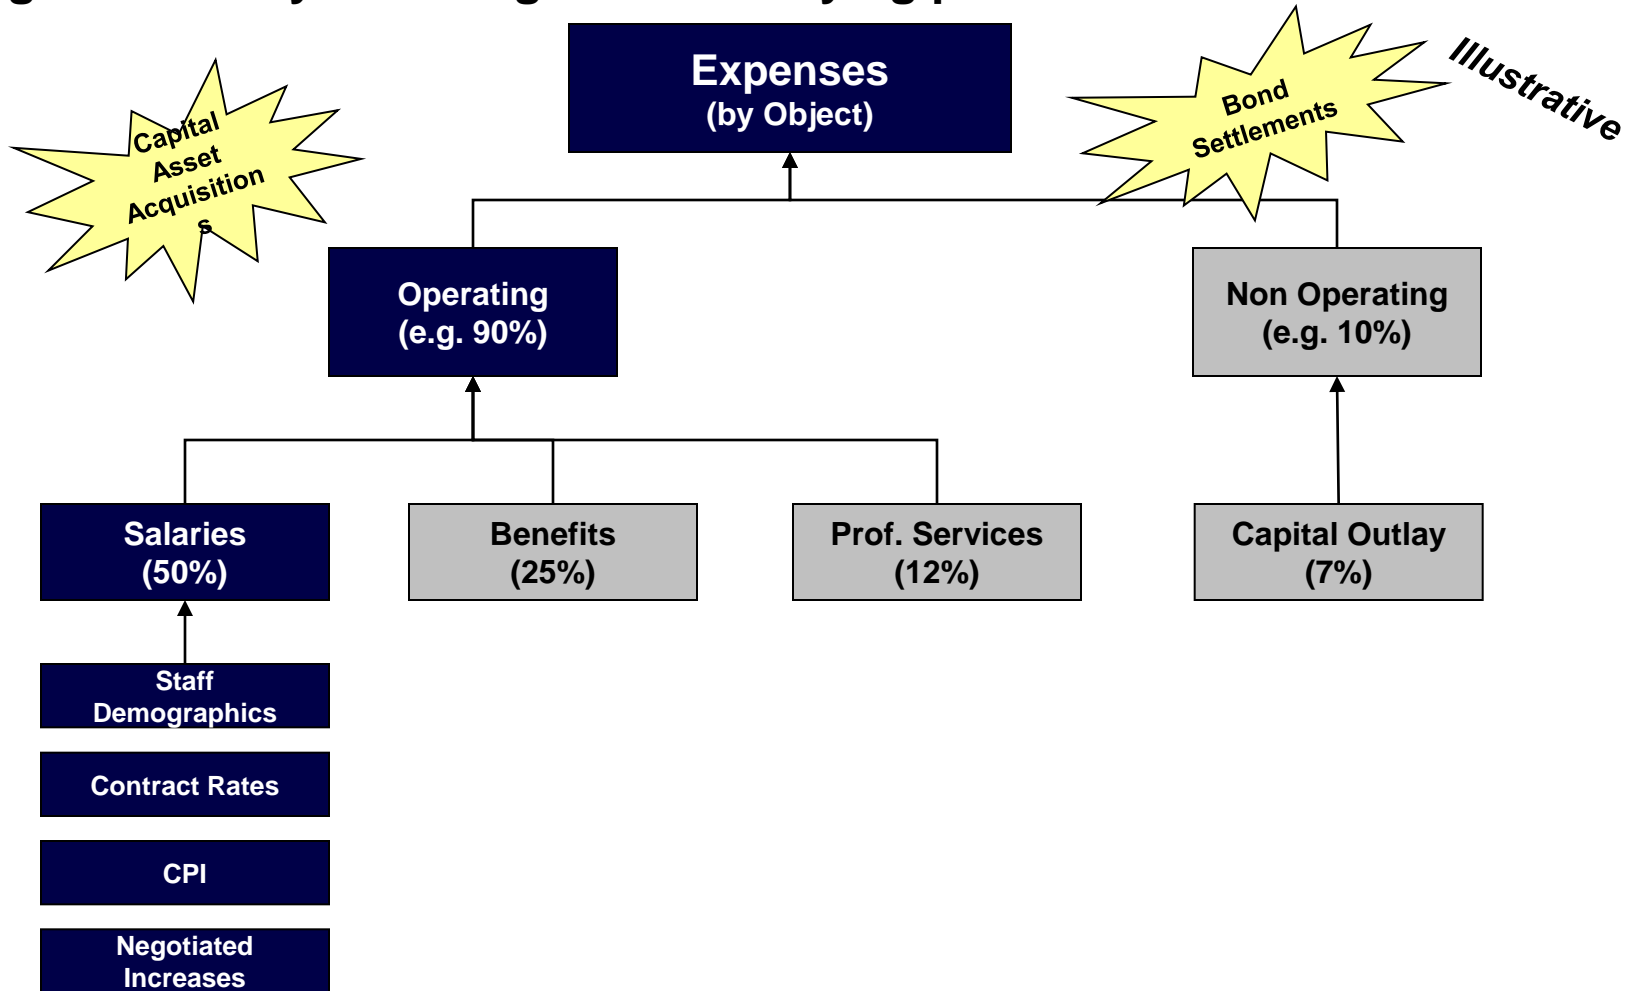 Expenses
(by Object)
Illustrative
Capital
Asset
Acquisition
s
Bond
Settlements
Operating
(e.g. 90%)
Non Operating
(e.g. 10%)
Salaries
(50%)
Benefits
(25%)
Prof. Services
(12%)
Capital Outlay
(7%)
Staff
Demographics
Contract Rates
CPI
Negotiated
Increases